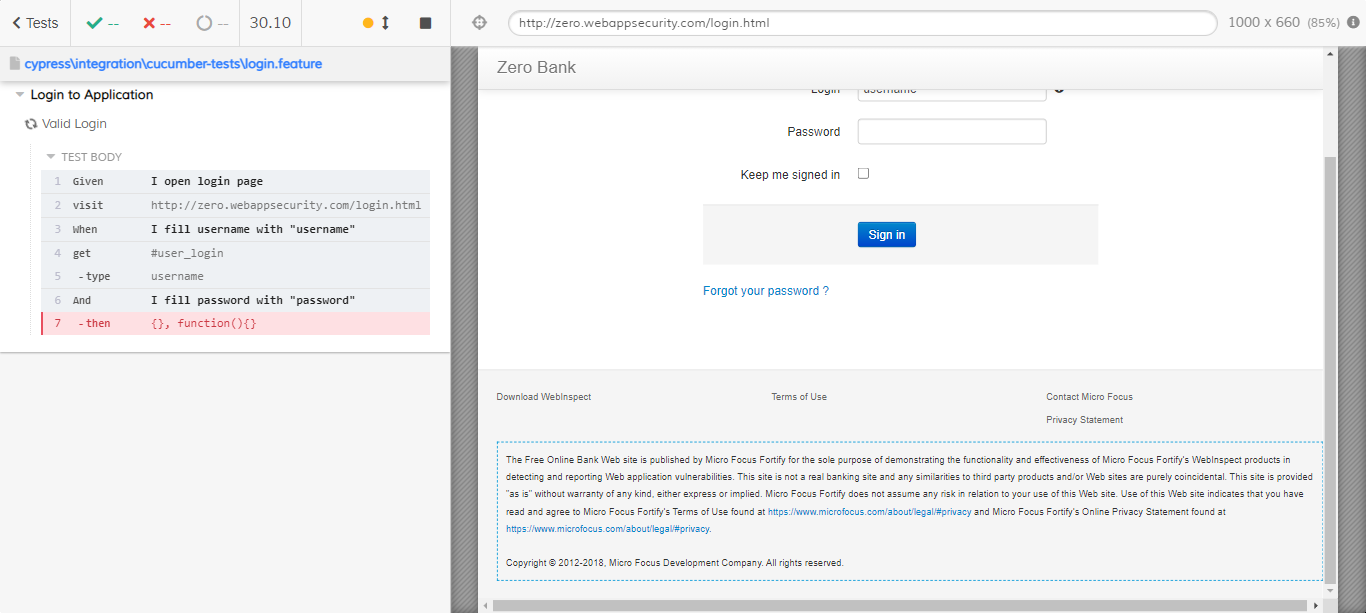 Tests
--
--
--
30.10
http://zero.webappsecurity.com/login.html
1000 x 660 (85%)
cypress\integration\cucumber-tests\login.feature
Login to Application
Valid Login
TEST BODY
1 Given I open login page
2 visit http://zero.webappsecurity.com/login.html
3 When I fill username with "username"
4 get #user_login
5 -type username
6 And I fill password with "password"
7 -then {}, function(){}
Zero Bank
Login username
Password
Keep me signed in
Sign in
Forgot your password ?
Download WebInspect
Terms of Use
Contact Micro Focus
Privacy Statement
The Free Online Bank Web site is published by Micro Focus Fortify for the sole purpose of demonstrating the functionality and effectiveness of Micro Focus Fortify's WebInspect products in
detecting and reporting Web application vulnerabilities. This site is not a real banking site and any similarities to third party products and/or Web sites are purely coincidental. This site is provided
"as is" without warranty of any kind, either express or implied. Micro Focus Fortify does not assume any risk in relation to your use of this Web site. Use of this Web site indicates that you have
read and agree to Micro Focus Fortify's Terms of Use found at https://www.microfocus.com/about/legal/#privacy and Micro Focus Fortify's Online Privacy Statement found at
https://www.microfocus.com/about/legal/#privacy.
Copyright © 2012-2018, Micro Focus Development Company. All rights reserved.